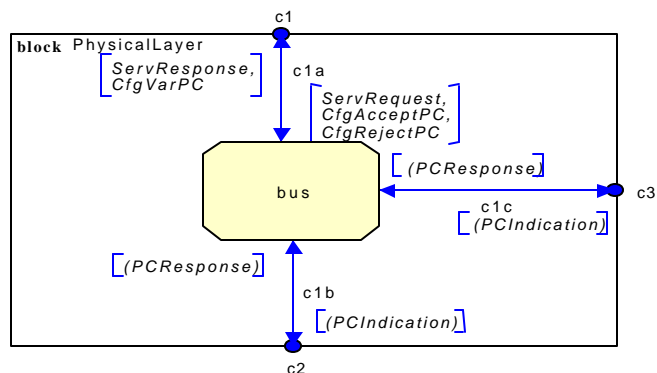 c1
block PhysicalLayer
ServResponse,
CfgVarPC
c1a
ServRequest,
CfgAcceptPC,
CfgRejectPC
(PCResponse)
bus
c3
c1c
(PCIndication)
(PCResponse)
c1b
(PCIndication)
c2